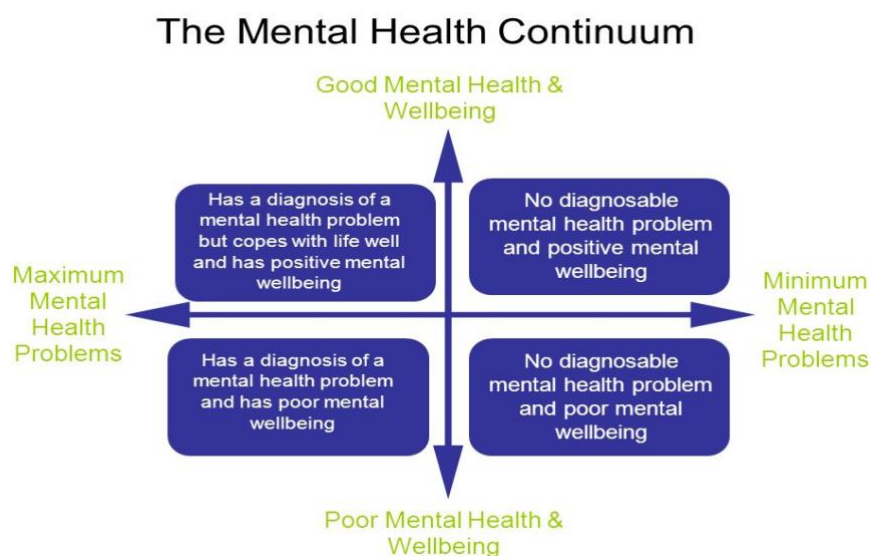 The Mental Health Continuum
Good Mental Health &
Wellbeing
Has a diagnosis of a
mental health problem
but copes with life well
and has positive mental
wellbeing
No diagnosable
mental health problem
and positive mental
wellbeing
Maximum
Mental
Health
Problems
Minimum
Mental
Health
Problems
Has a diagnosis of a
mental health problem
and has poor mental
wellbeing
No diagnosable
mental health problem
and poor mental
wellbeing
Poor Mental Health &
Wellbeing